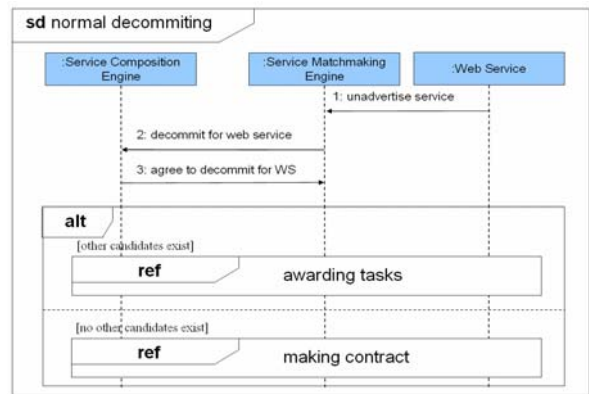 sd normal decommiting
:Service Composition
Engine
:Service Matchmaking
Engine
:Web Service
1: unadvertise service
2: decommit for web service
3: agree to decommit for WS
alt
[other candidates exist]
ref
awarding tasks
[no other candidates exist]
ref
making contract